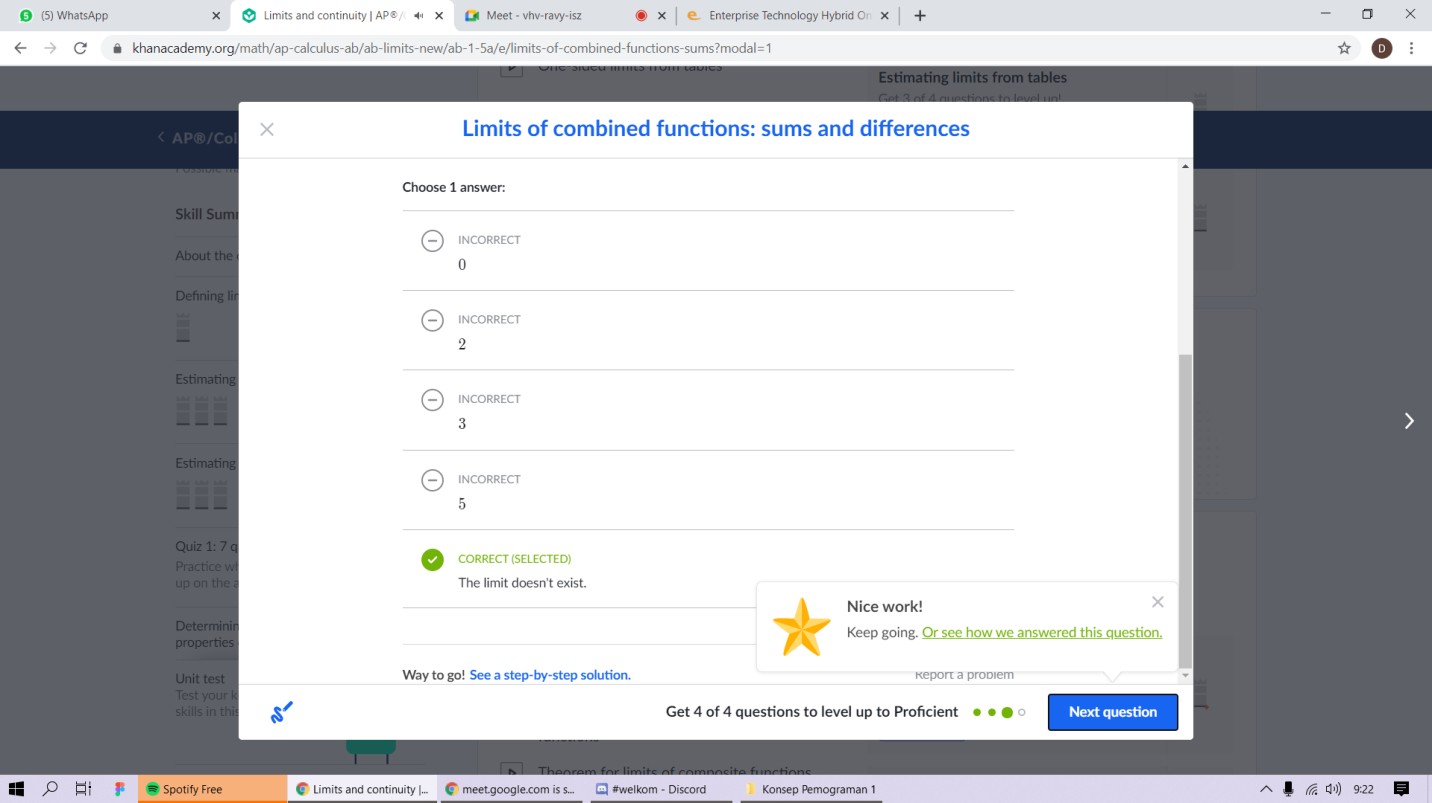 (5) WhatsApp
Limits and continuity | AP®/
Meet - vhv-ravy-isz
Enterprise Technology Hybrid On
khanacademy.org/math/ap-calculus-ab/ab-limits-new/ab-1-5a/e/limits-of-combined-functions-sums?modal=1
D
One-sided limits from tables
Estimating limits from tables
Get 3 of 4 questions to level up!
AP®/Col
Limits of combined functions: sums and differences
Skill Sum
About the
Defining lim
Estimating
Estimating
Quiz 1: 7 q
Practice wh
up on the a
Determinin
properties
Unit test
Test your k
skills in this
Choose 1 answer:
INCORRECT
0
INCORRECT
2
INCORRECT
3
INCORRECT
5
CORRECT (SELECTED)
The limit doesn't exist.
Nice work!
Keep going. Or see how we answered this question.
Way to go! See a step-by-step solution.
Report a problem
Get 4 of 4 questions to level up to Proficient
Next question
functions
Theorem for limits of composite functions
Spotify Free
Limits and continuity |...
meet.google.com is s...
#welkom - Discord
Konsep Pemograman 1
9:22